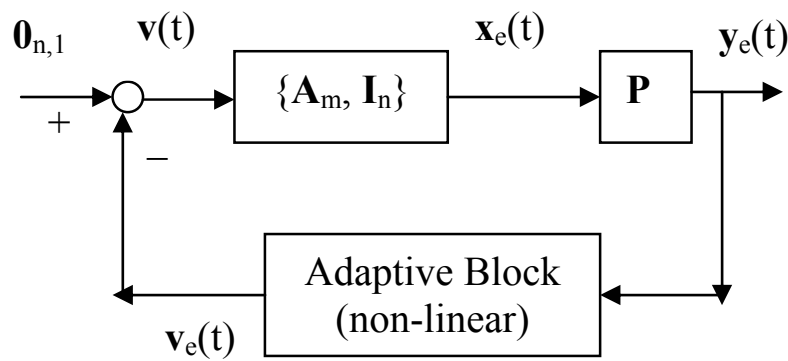 0n,1
v(t)
xe(t)
ye(t)
{Am, In}
P
+
−
Adaptive Block
(non-linear)
ve(t)